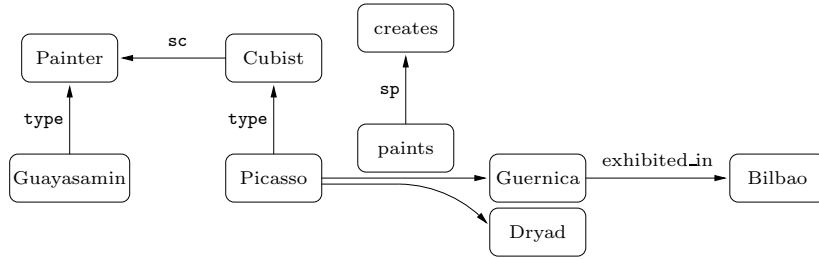 creates
Painter
sc
Cubist
type
type
sp
paints
Guayasamin
Picasso
Guernica
exhibited_in
Bilbao
Dryad